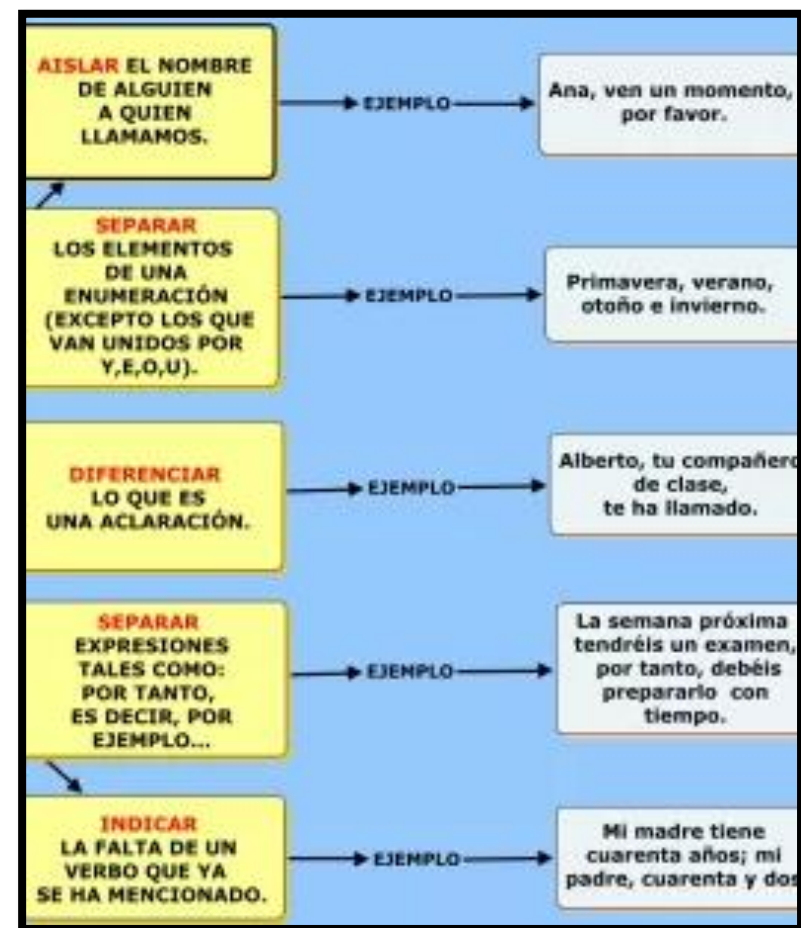 AISLAR EL NOMBRE
DE ALGUIEN
A QUIEN
LLAMAMOS.
EJEMPLO
Ana, ven un momento,
por favor.
SEPARAR
LOS ELEMENTOS
DE UNA
ENUMERACIÓN
(EXCEPTO LOS QUE
VAN UNIDOS POR
Y,E,O,U).
EJEMPLO
Primavera, verano,
otoño e invierno.
DIFERENCIAR
LO QUE ES
UNA ACLARACIÓN.
EJEMPLO
Alberto, tu compañero
de clase,
te ha llamado.
SEPARAR
EXPRESIONES
TALES COMO:
POR TANTO,
ES DECIR, POR
EJEMPLO...
EJEMPLO
La semana próxima
tendréis un examen,
por tanto, debéis
prepararlo con
tiempo.
INDICAR
LA FALTA DE UN
VERBO QUE YA
SE HA MENCIONADO.
EJEMPLO
Mi madre tiene
cuarenta años; mi
padre, cuarenta y dos